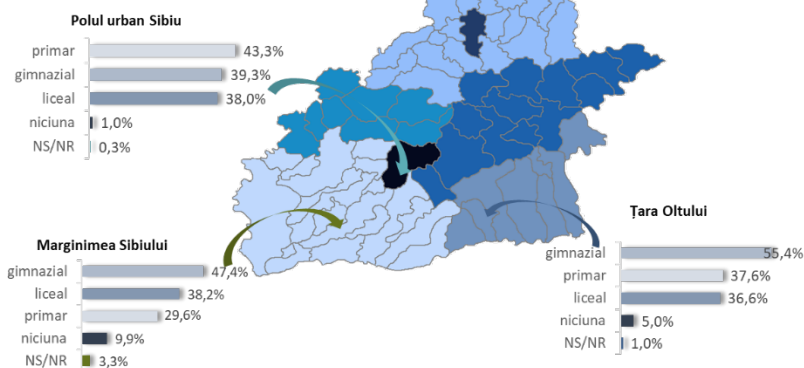 Polul urban Sibiu
primar 43,3%
gimnazial 39,3%
liceal 38,0%
niciuna 1,0%
NS/NR 0,3%
Marginimea Sibiului
gimnazial 47,4%
liceal 38,2%
primar 29,6%
niciuna 9,9%
NS/NR 3,3%
Țara Oltului
gimnazial 55,4%
primar 37,6%
liceal 36,6%
niciuna 5,0%
NS/NR 1,0%